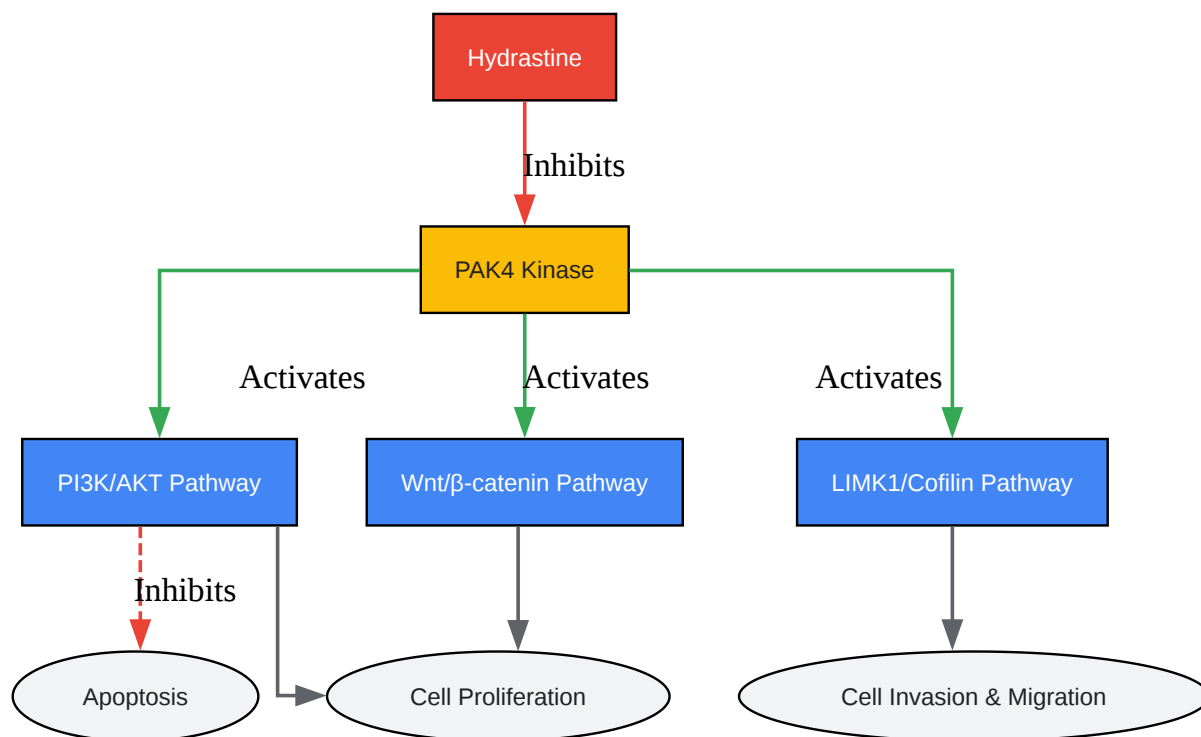 Hydrastine
Inhibits
PAK4 Kinase
Activates
Activates
Activates
PI3K/AKT Pathway
Wnt/β-catenin Pathway
LIMK1/Cofilin Pathway
Inhibits
Apoptosis
Cell Proliferation
Cell Invasion & Migration